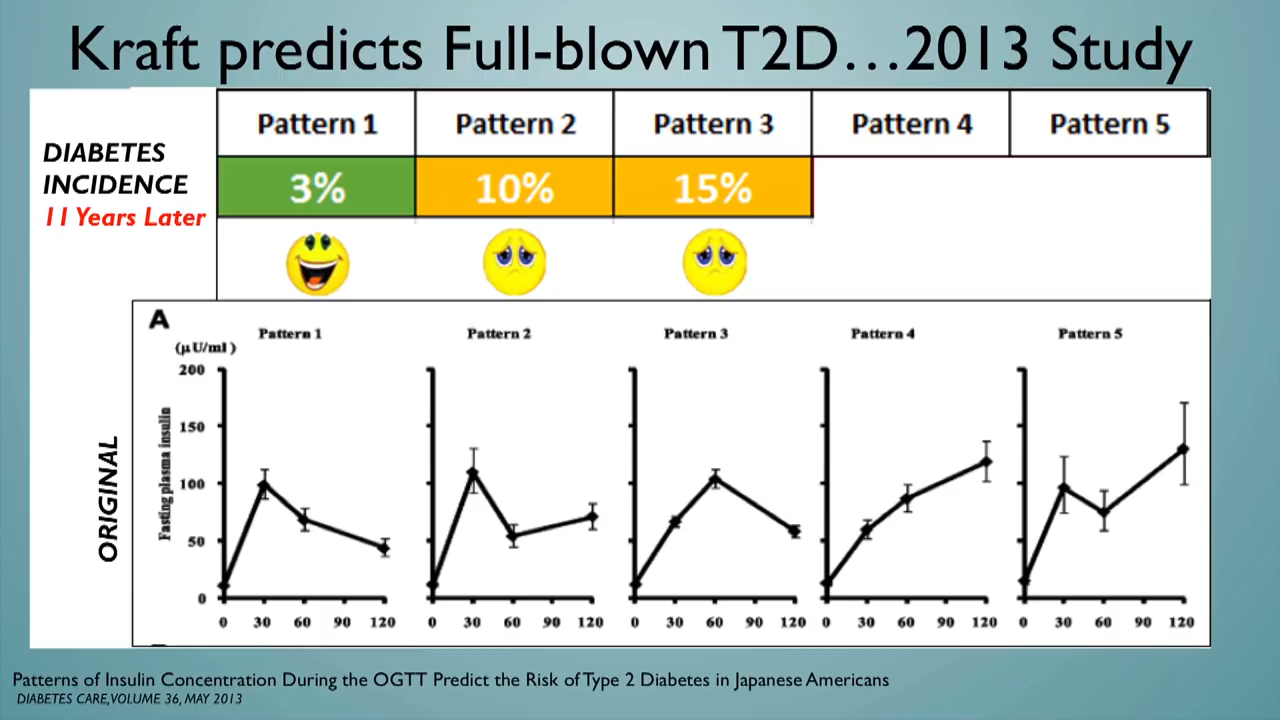 Kraft predicts Full-blown T2D...2013 Study
Pattern 1 Pattern 2 Pattern 3 Pattern 4 Pattern 5
DIABETES
INCIDENCE
11 Years Later
3% 10% 15%
A
Pattern 1 Pattern 2 Pattern 3 Pattern 4 Pattern 5
(μU/ml)
200
150
100
50
0
Fasting plasma insulin
ORIGINAL
0 30 60 90 120 0 30 60 90 120 0 30 60 90 120 0 30 60 90 120 0 30 60 90 120
Patterns of Insulin Concentration During the OGTT Predict the Risk of Type 2 Diabetes in Japanese Americans
DIABETES CARE, VOLUME 36, MAY 2013